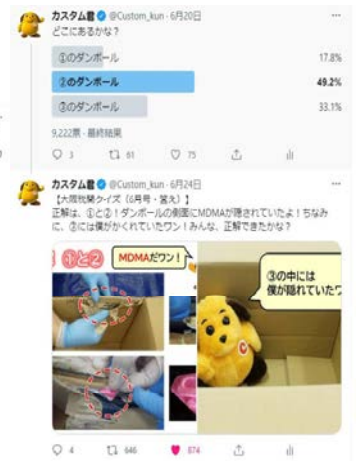 カスタム君 @Custom_kun · 6月20日
どこにあるかな?
①のダンボール 17.8%
②のダンボール 49.2%
③のダンボール 33.1%
9,222票 · 最終結果
3 61 75
カスタム君 @Custom_kun · 6月24日
【大阪税関クイズ(6月号・答え)】
正解は、①と②!ダンボールの側面にMDMAが隠されていたよ!ちなみ
に、③には僕がかくれていたワン!みんな、正解できたかな?
①と②
MDMAだワン!
③の中には
僕が隠れていたワ
4 646 874